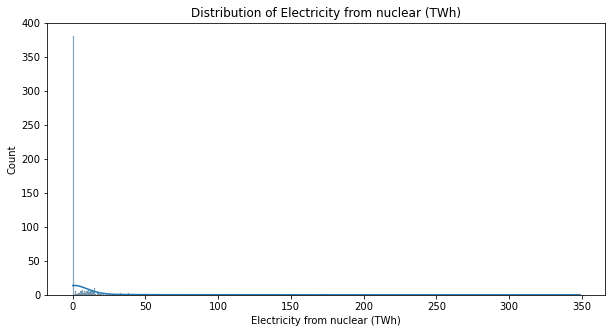 Distribution of Electricity from nuclear (TWh)
400
350
300
250
200
150
100
50
0
Count
0 50 100 150 200 250 300 350
Electricity from nuclear (TWh)